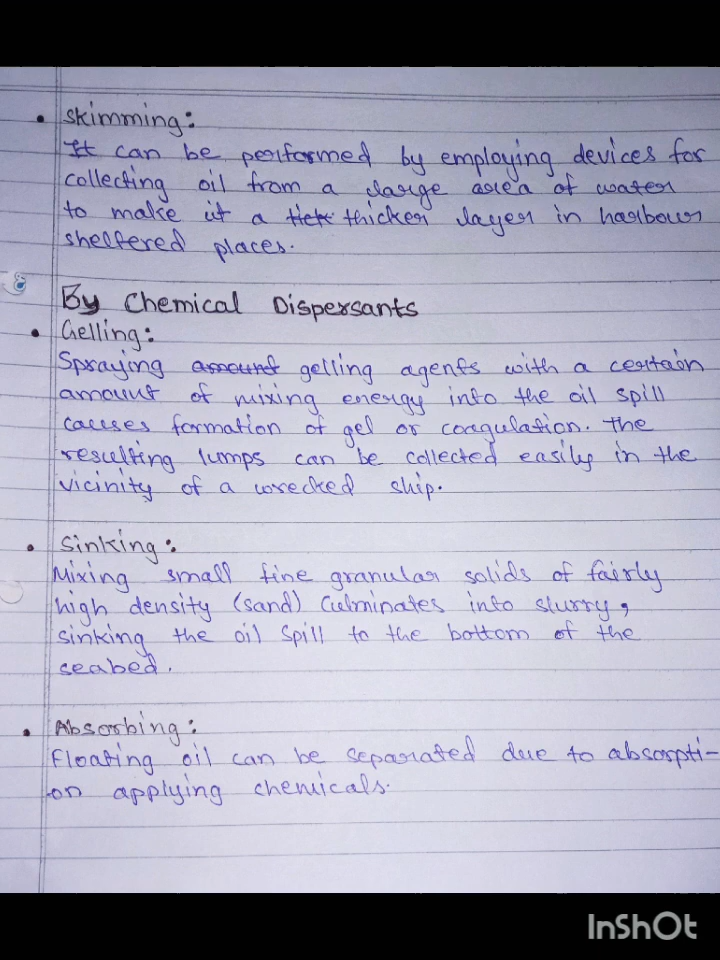 • Skimming:
It can be performed by employing devices for
collecting oil from a large area of water
to make it a thicker layer in harbour
sheltered places.
By Chemical Dispersants
• Gelling:
Spraying amount gelling agents with a certain
amount of mixing energy into the oil spill
causes formation of gel or coagulation. The
resulting lumps can be collected easily in the
vicinity of a wrecked ship.
• Sinking:
Mixing small fine granular solids of fairly
high density (sand) culminates into slurry,
sinking the oil spill to the bottom of the
seabed.
• Absorbing:
Floating oil can be separated due to absorpti-
on applying chemicals.
InShOt